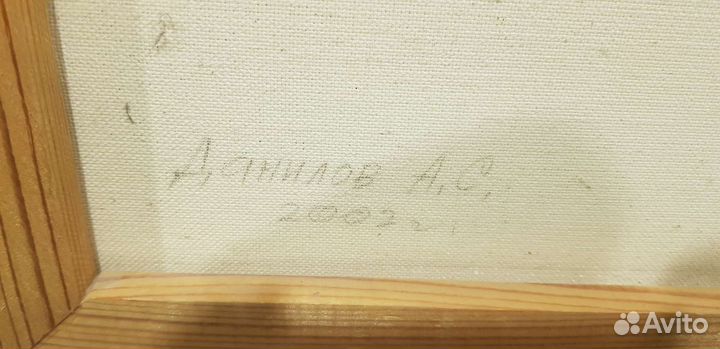 Данилов А.С.
2002г.
Avito